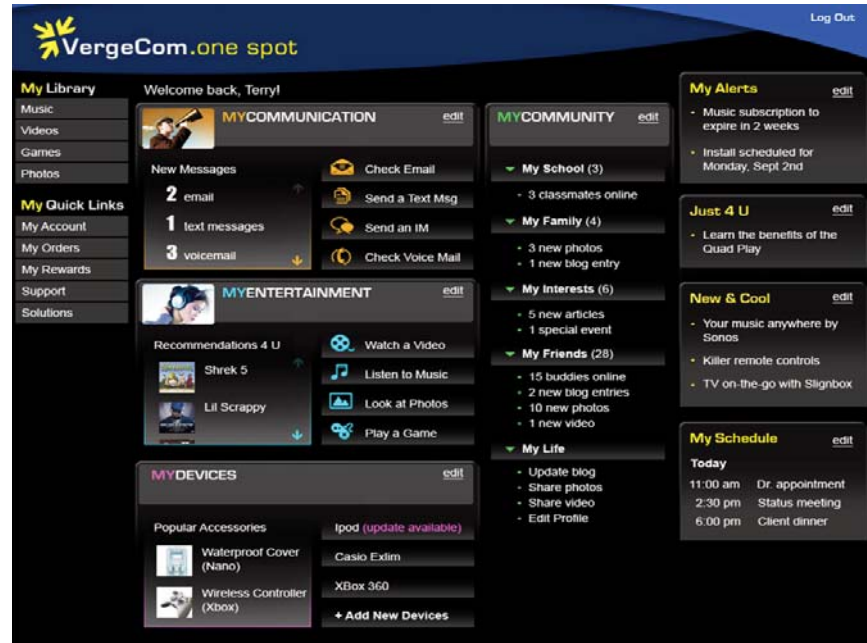 Log Out
VergeCom.one spot
My Library
Music
Videos
Games
Photos
My Quick Links
My Account
My Orders
My Rewards
Support
Solutions
Welcome back, Terry!
MYCOMMUNICATION
edit
New Messages
2 email
1 text messages
3 voicemail
Check Email
Send a Text Msg
Send an IM
Check Voice Mail
MYENTERTAINMENT
edit
Recommendations 4 U
Shrek 5
Lil Scrappy
Watch a Video
Listen to Music
Look at Photos
Play a Game
MYDEVICES
edit
Popular Accessories
Waterproof Cover
(Nano)
Wireless Controller
(Xbox)
Ipod (update available)
Casio Exlim
XBox 360
+ Add New Devices
MYCOMMUNITY
edit
My School (3)
- 3 classmates online
My Family (4)
- 3 new photos
- 1 new blog entry
My Interests (6)
- 5 new articles
- 1 special event
My Friends (28)
- 15 buddies online
- 2 new blog entries
- 10 new photos
- 1 new video
My Life
- Update blog
- Share photos
- Share video
- Edit Profile
My Alerts
edit
- Music subscription to
expire in 2 weeks
- Install scheduled for
Monday, Sept 2nd
Just 4 U
edit
- Learn the benefits of the
Quad Play
New & Cool
edit
- Your music anywhere by
Sonos
- Killer remote controls
- TV on-the-go with Slignbox
My Schedule
edit
Today
11:00 am Dr. appointment
2:30 pm Status meeting
6:00 pm Client dinner